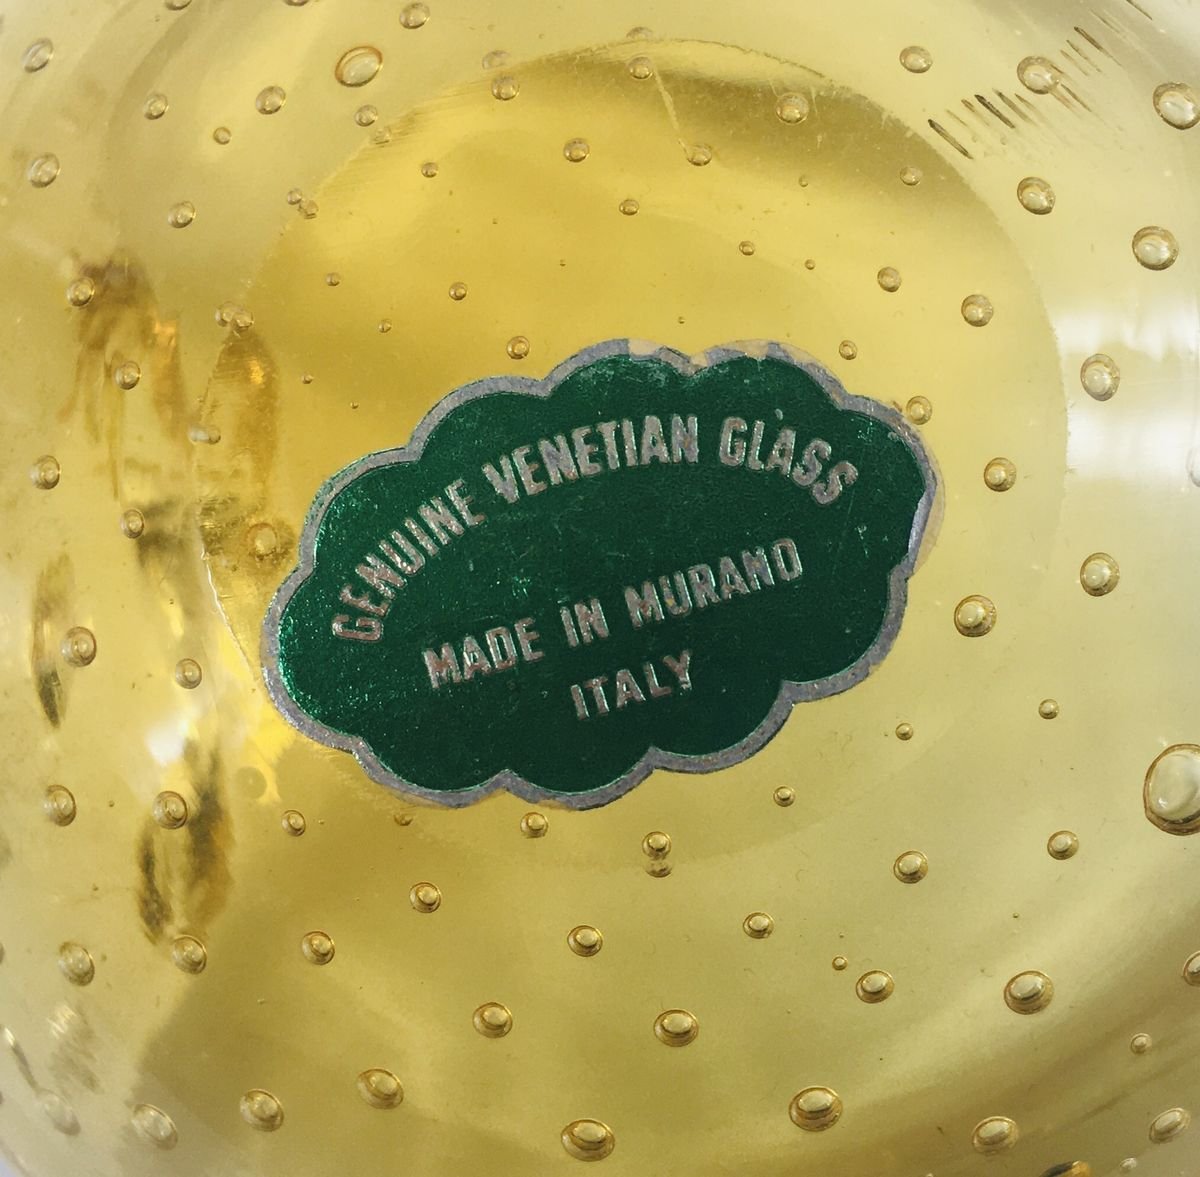 GENUINE VENETIAN GLASS
MADE IN MURANO
ITALY